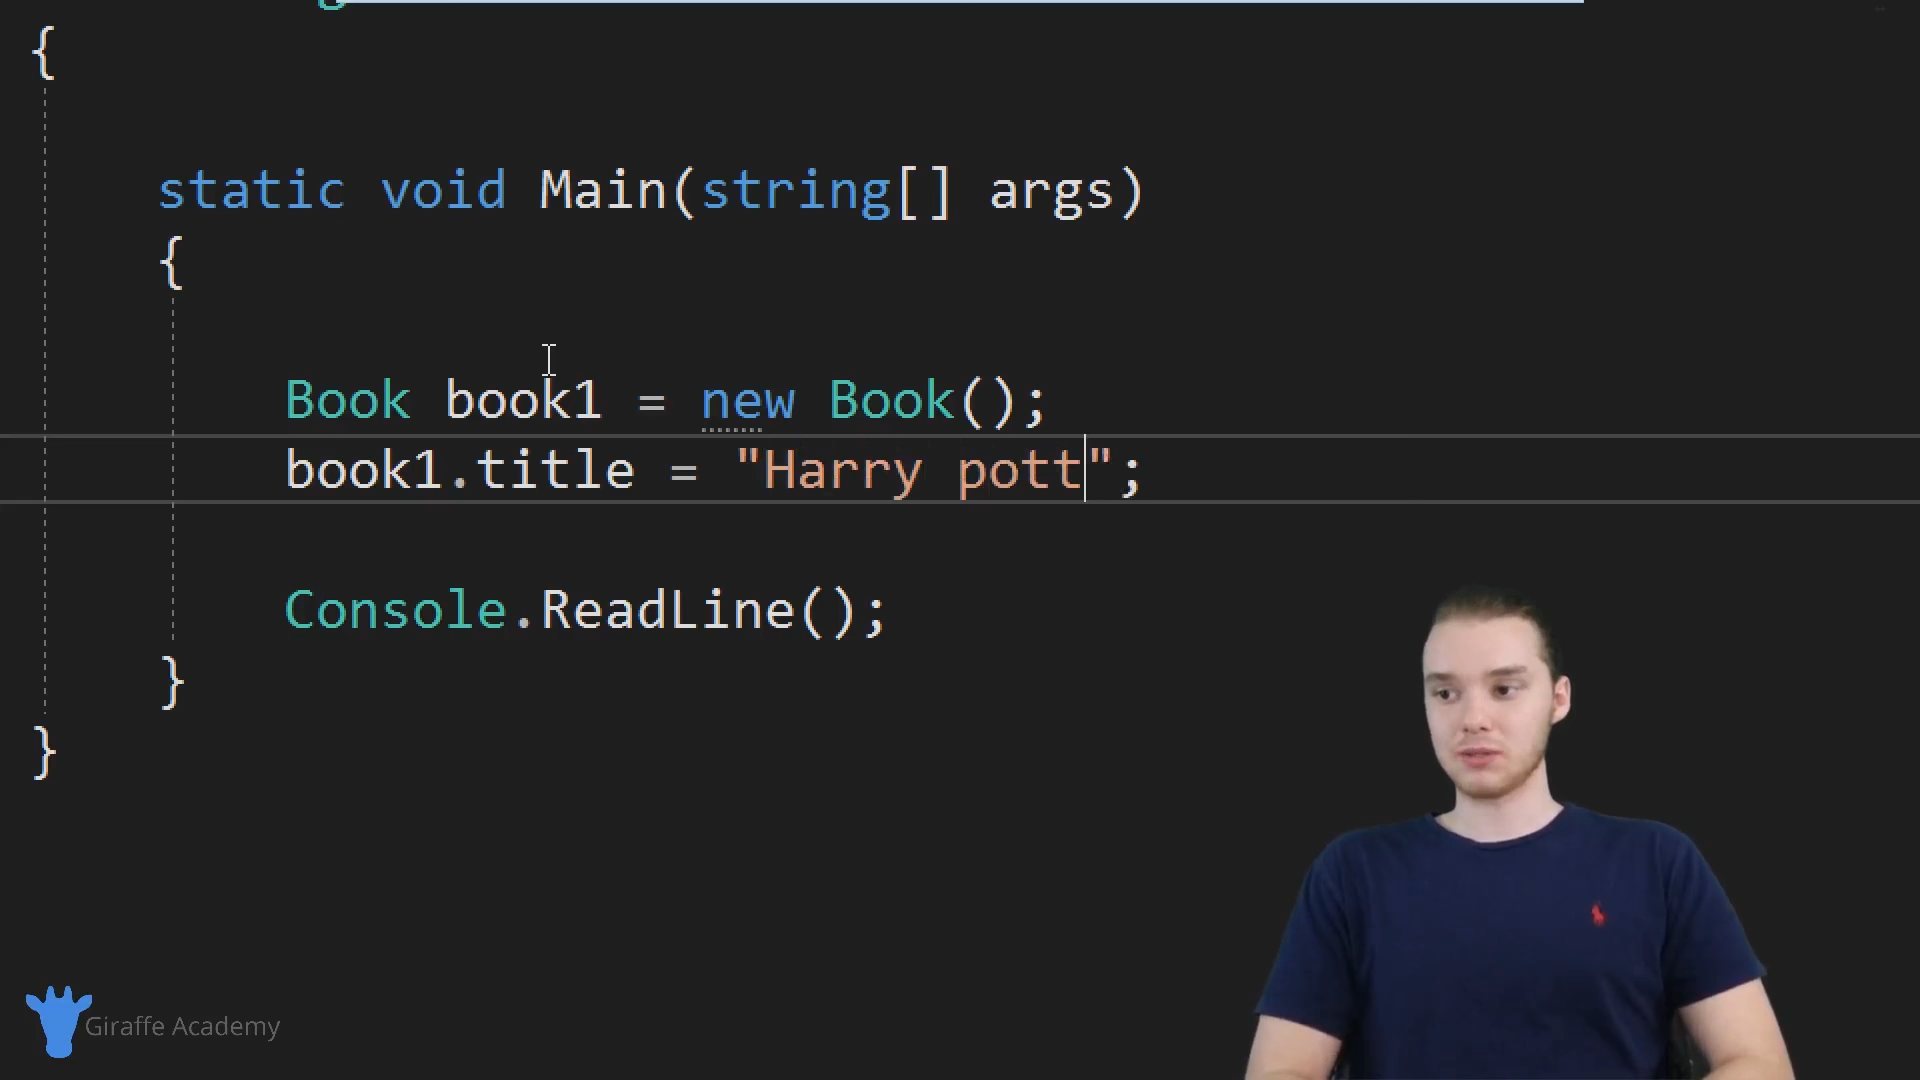 {
static void Main(string[] args)
{
Book book1 = new Book();
book1.title = "Harry pott";
Console.ReadLine();
}
}
Giraffe Academy